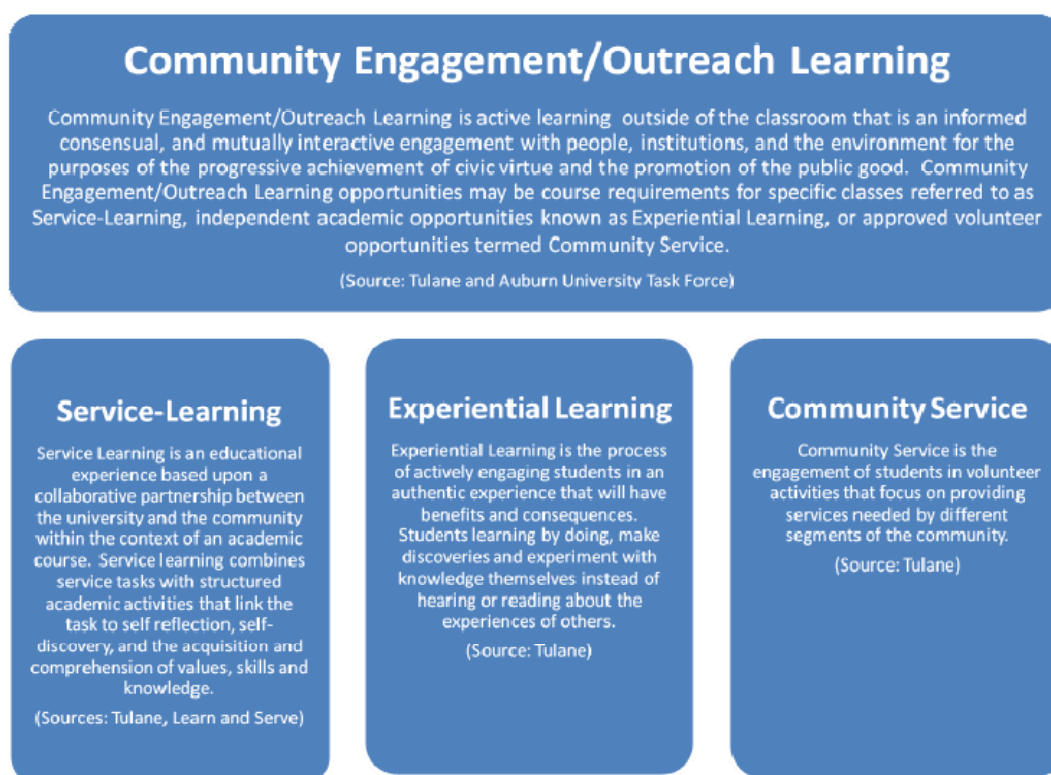 Community Engagement/Outreach Learning
Community Engagement/Outreach Learning is active learning outside of the classroom that is an informed
consensual, and mutually interactive engagement with people, institutions, and the environment for the
purposes of the progressive achievement of civic virtue and the promotion of the public good. Community
Engagement/Outreach Learning opportunities may be course requirements for specific classes referred to as
Service-Learning, independent academic opportunities known as Experiential Learning, or approved volunteer
opportunities termed Community Service.
(Source: Tulane and Auburn University Task Force)
Service-Learning
Service Learning is an educational
experience based upon a
collaborative partnership between
the university and the community
within the context of an academic
course. Service learning combines
service tasks with structured
academic activities that link the
task to self reflection, self-
discovery, and the acquisition and
comprehension of values, skills and
knowledge.
(Sources: Tulane, Learn and Serve)
Experiential Learning
Experiential Learning is the process
of actively engaging students in an
authentic experience that will have
benefits and consequences.
Students learning by doing, make
discoveries and experiment with
knowledge themselves instead of
hearing or reading about the
experiences of others.
(Source: Tulane)
Community Service
Community Service is the
engagement of students in volunteer
activities that focus on providing
services needed by different
segments of the community.
(Source: Tulane)